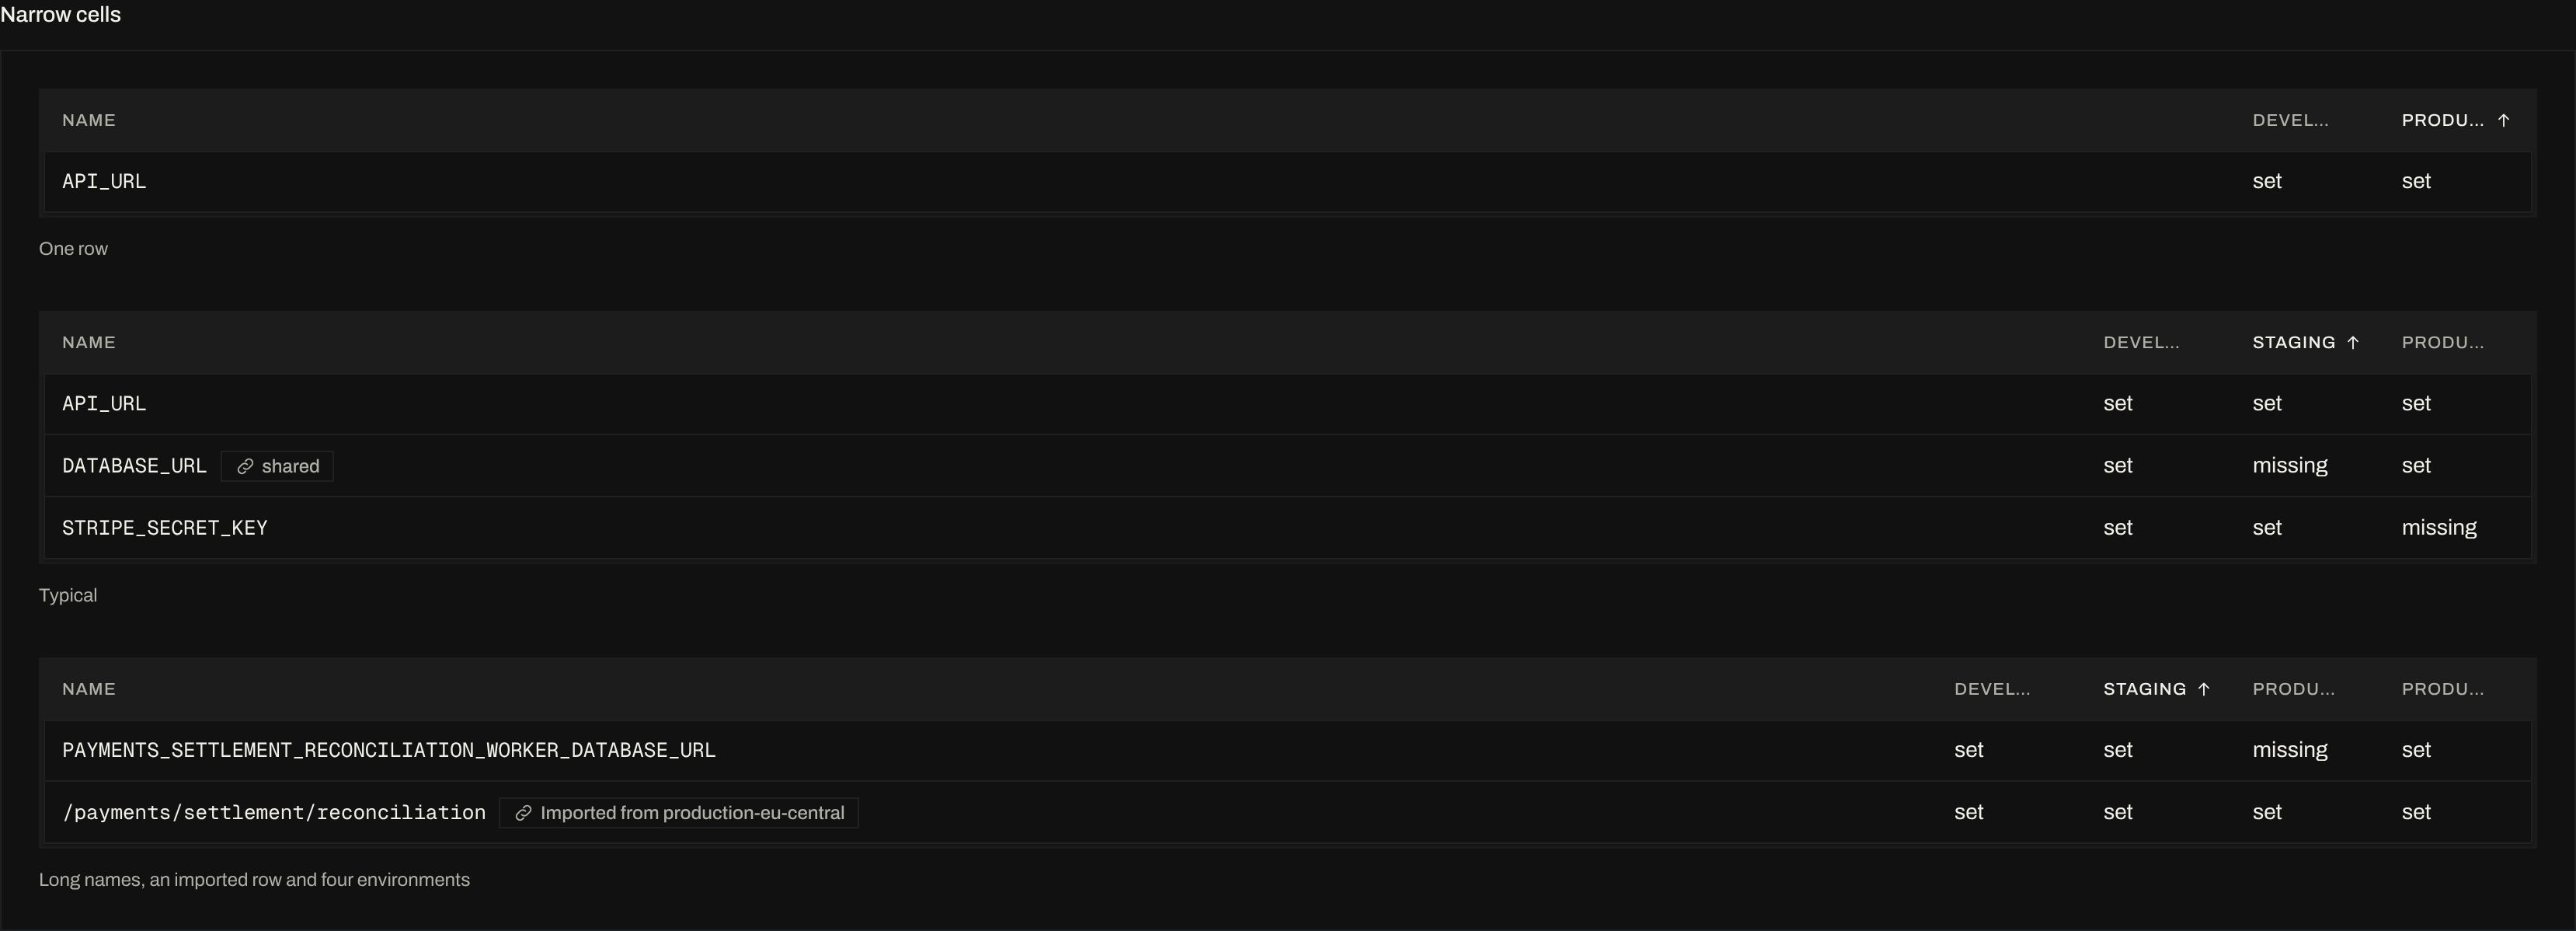 Narrow cells
NAME DEVEL... PRODU... ↑
API_URL set set
One row
NAME DEVEL... STAGING ↑ PRODU...
API_URL set set set
DATABASE_URL shared set missing set
STRIPE_SECRET_KEY set set missing
Typical
NAME DEVEL... STAGING ↑ PRODU... PRODU...
PAYMENTS_SETTLEMENT_RECONCILIATION_WORKER_DATABASE_URL set set missing set
/payments/settlement/reconciliation Imported from production-eu-central set set set set
Long names, an imported row and four environments